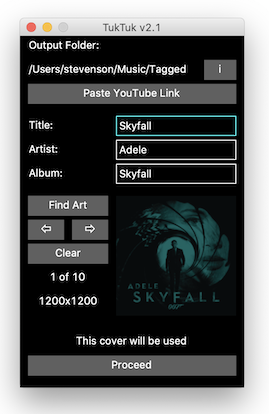 TukTuk v2.1
Output Folder:
/Users/stevenson/Music/Tagged
i
Paste YouTube Link
Title: Skyfall
Artist: Adele
Album: Skyfall
Find Art
⇦ ⇨
Clear
1 of 10
1200x1200
ADELE
SKYFALL
007
This cover will be used
Proceed